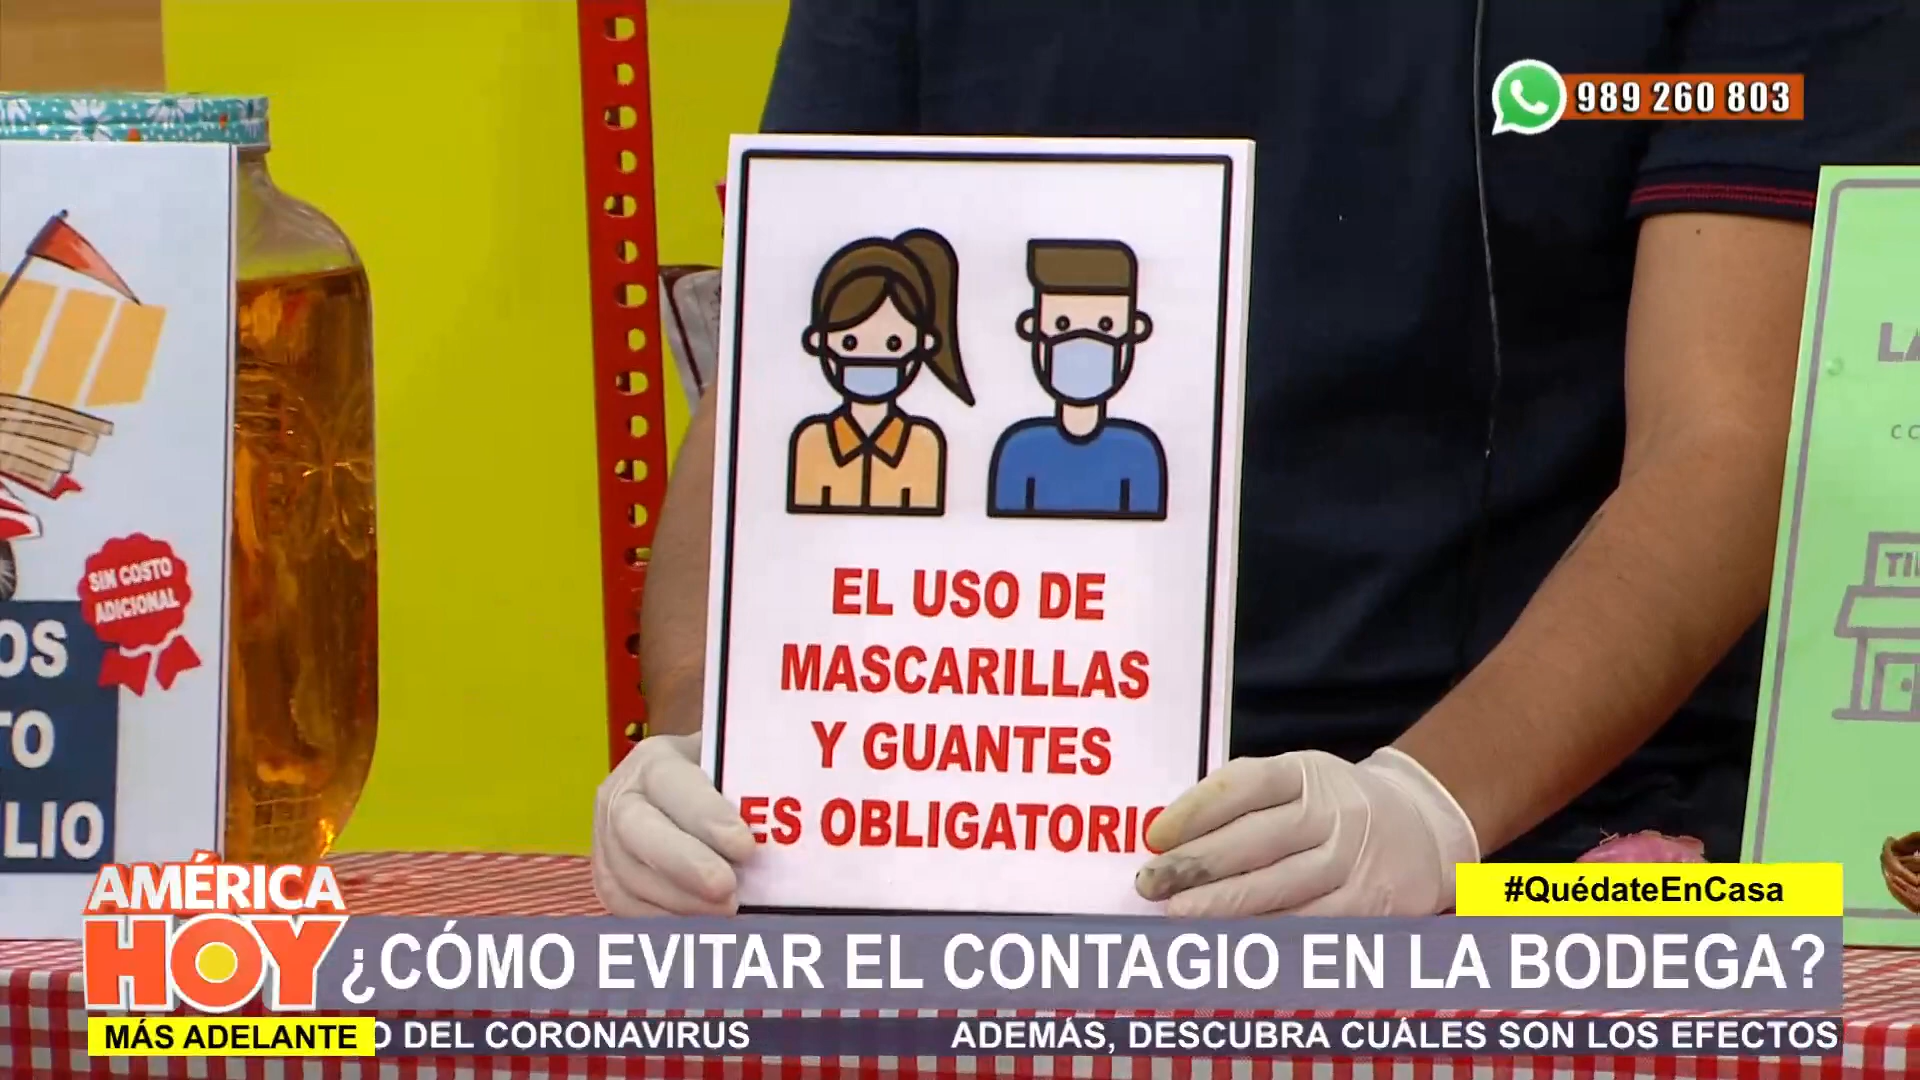 989 260 803
SIN COSTO
ADICIONAL
EL USO DE
MASCARILLAS
Y GUANTES
ES OBLIGATORIO
#QuédateEnCasa
AMÉRICA
HOY
¿CÓMO EVITAR EL CONTAGIO EN LA BODEGA?
MÁS ADELANTE
O DEL CORONAVIRUS ADEMÁS, DESCUBRA CUÁLES SON LOS EFECTOS